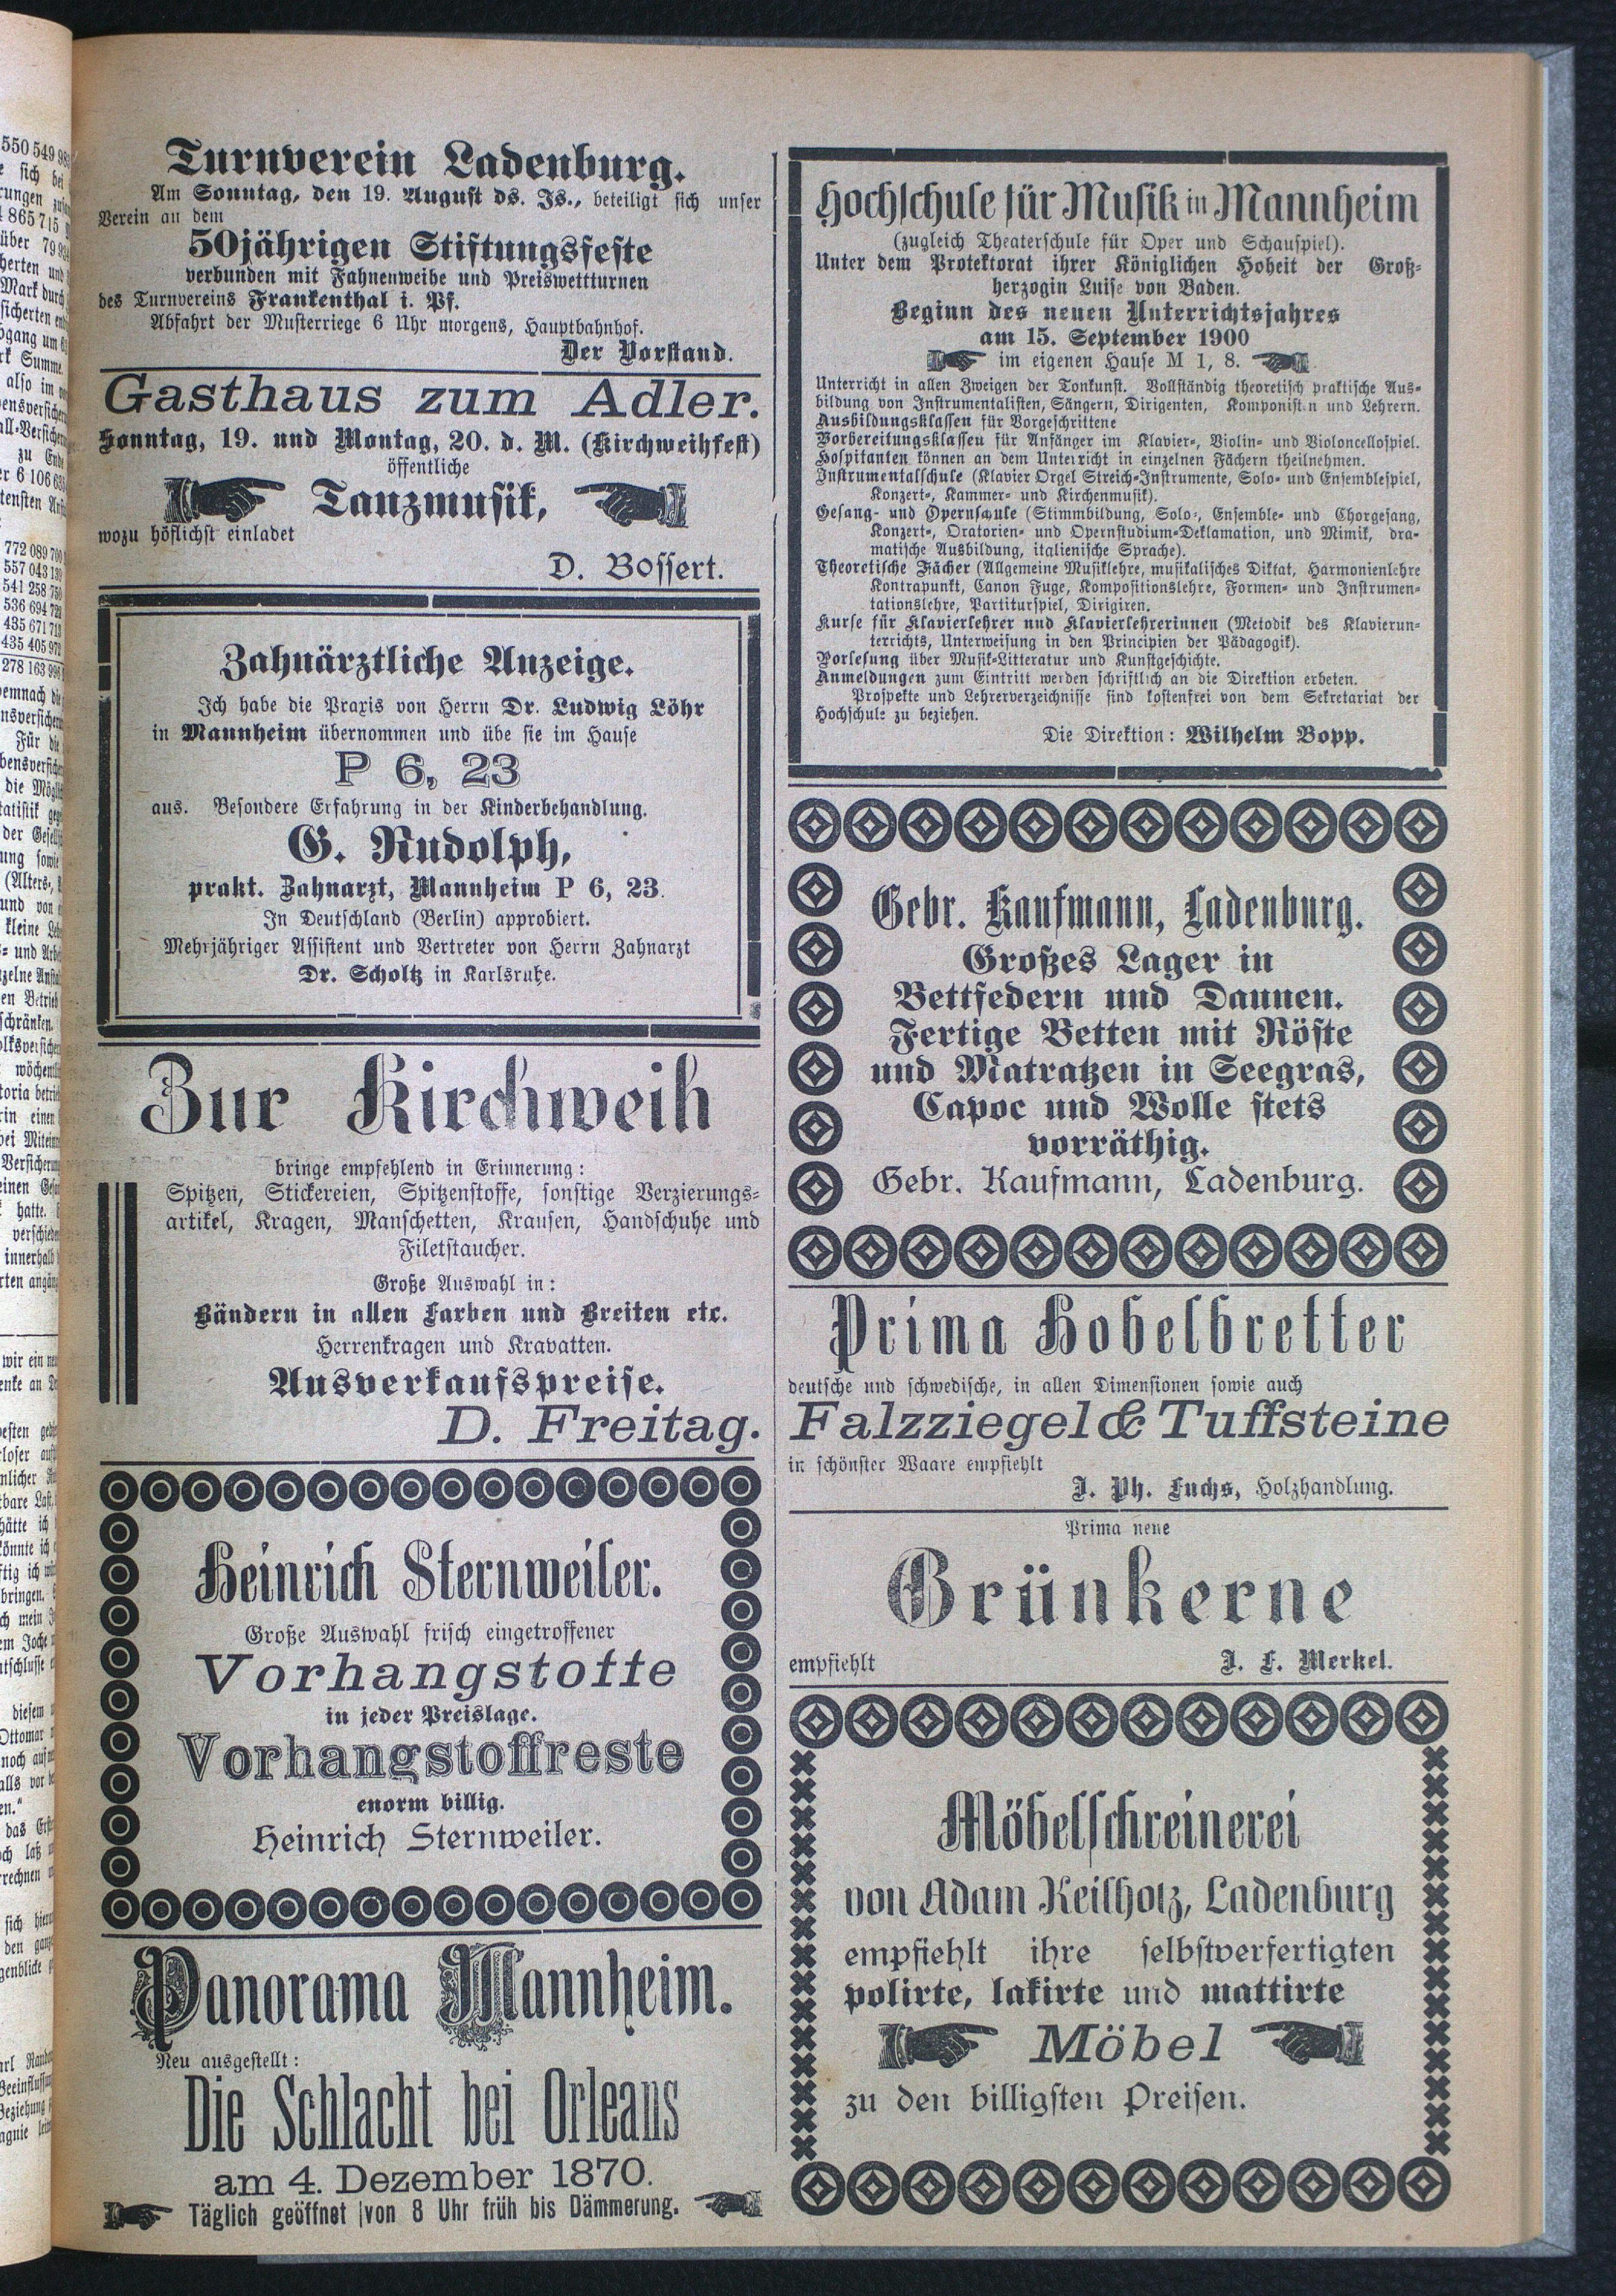 Turnverein Ladenburg.
Am Sonntag, den 19. August ds. Js., beteiligt sich unser
Verein an dem
50jährigen Stiftungsfeste
verbunden mit Fahnenweihe und Preiswettturnen
des Turnvereins Frankenthal i. Pf.
Abfahrt der Musterriege 6 Uhr morgens, Hauptbahnhof.
Der Vorstand.
Gasthaus zum Adler.
Sonntag, 19. und Montag, 20. d. M. (Kirchweihfest)
öffentliche
Tanzmusik,
wozu höflichst einladet
D. Bossert.
Zahnärztliche Anzeige.
Ich habe die Praxis von Herrn Dr. Ludwig Löhr
in Mannheim übernommen und übe sie im Hause
P 6, 23
aus. Besondere Erfahrung in der Kinderbehandlung.
G. Rudolph,
prakt. Zahnarzt, Mannheim P 6, 23.
In Deutschland (Berlin) approbiert.
Mehrjähriger Assistent und Vertreter von Herrn Zahnarzt
Dr. Scholtz in Karlsruhe.
Zur Kirchweih
bringe empfehlend in Erinnerung:
Spitzen, Stickereien, Spitzenstoffe, sonstige Verzierungs-
artikel, Kragen, Manschetten, Krausen, Handschuhe und
Filetstaucher.
Große Auswahl in:
Bändern in allen Farben und Breiten etc.
Herrenkragen und Kravatten.
Ausverkaufspreise.
D. Freitag.
Heinrich Sternweiler.
Große Auswahl frisch eingetroffener
Vorhangstoffe
in jeder Preislage.
Vorhangstoffreste
enorm billig.
Heinrich Sternweiler.
Panorama Mannheim.
Neu ausgestellt:
Die Schlacht bei Orleans
am 4. Dezember 1870.
Täglich geöffnet von 8 Uhr früh bis Dämmerung.
Hochschule für Musik in Mannheim
(zugleich Theaterschule für Oper und Schauspiel).
Unter dem Protektorat ihrer Königlichen Hoheit der Groß-
herzogin Luise von Baden.
Beginn des neuen Unterrichtsjahres
am 15. September 1900
im eigenen Hause M 1, 8.
Unterricht in allen Zweigen der Tonkunst. Vollständig theoretisch praktische Aus-
bildung von Instrumentalisten, Sängern, Dirigenten, Komponisten und Lehrern.
Ausbildungsklassen für Vorgeschrittene
Vorbereitungsklassen für Anfänger im Klavier-, Violin- und Violoncellospiel.
Hospitanten können an dem Unterricht in einzelnen Fächern theilnehmen.
Instrumentalschule (Klavier Orgel Streich-Instrumente, Solo- und Ensemblespiel,
Konzert-, Kammer- und Kirchenmusik).
Gesang- und Opernschule (Stimmbildung, Solo-, Ensemble- und Chorgesang,
Konzert-, Oratorien- und Opernstudium-Deklamation, und Mimik, dra-
matische Ausbildung, italienische Sprache).
Theoretische Fächer (Allgemeine Musiklehre, musikalisches Diktat, Harmonienlehre
Kontrapunkt, Canon Fuge, Kompositionslehre, Formen- und Instrumen-
tationslehre, Partiturspiel, Dirigiren.
Kurse für Klavierlehrer und Klavierlehrerinnen (Metodik des Klavierun-
terrichts, Unterweisung in den Principien der Pädagogik).
Vorlesung über Musik-Litteratur und Kunstgeschichte.
Anmeldungen zum Eintritt werden schriftlich an die Direktion erbeten.
Prospekte und Lehrerverzeichnisse sind kostenfrei von dem Sekretariat der
Hochschule zu beziehen.
Die Direktion: Wilhelm Bopp.
Gebr. Kaufmann, Ladenburg.
Großes Lager in
Bettfedern und Daunen.
Fertige Betten mit Röste
und Matratzen in Seegras,
Capoc und Wolle stets
vorräthig.
Gebr. Kaufmann, Ladenburg.
Prima Hobelbretter
deutsche und schwedische, in allen Dimensionen sowie auch
Falzziegel & Tuffsteine
in schönster Waare empfiehlt
J. Ph. Fuchs, Holzhandlung.
Prima neue
Grünkerne
empfiehlt J. F. Merkel.
Möbelschreinerei
von Adam Keilholz, Ladenburg
empfiehlt ihre selbstverfertigten
polirte, lakirte und mattirte
Möbel
zu den billigsten Preisen.